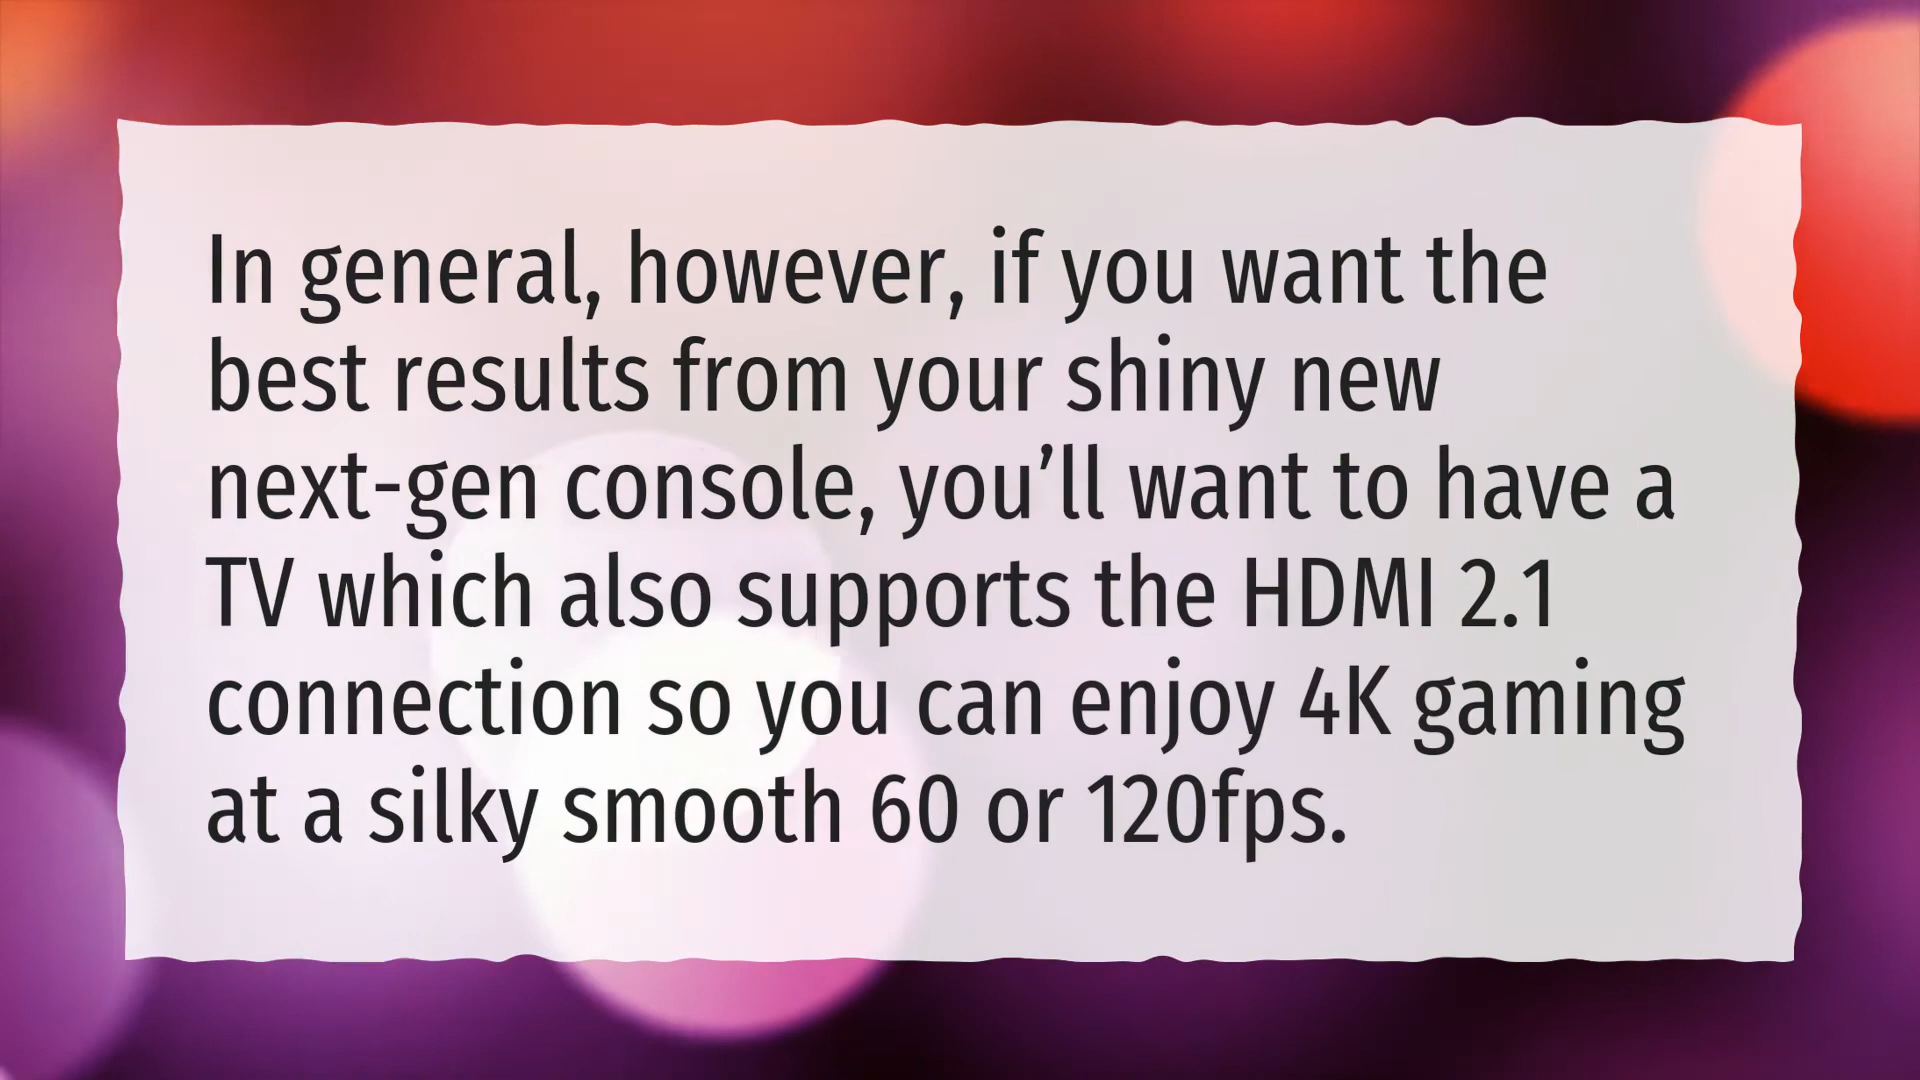 In general, however, if you want the
best results from your shiny new
next-gen console, you’ll want to have a
TV which also supports the HDMI 2.1
connection so you can enjoy 4K gaming
at a silky smooth 60 or 120fps.